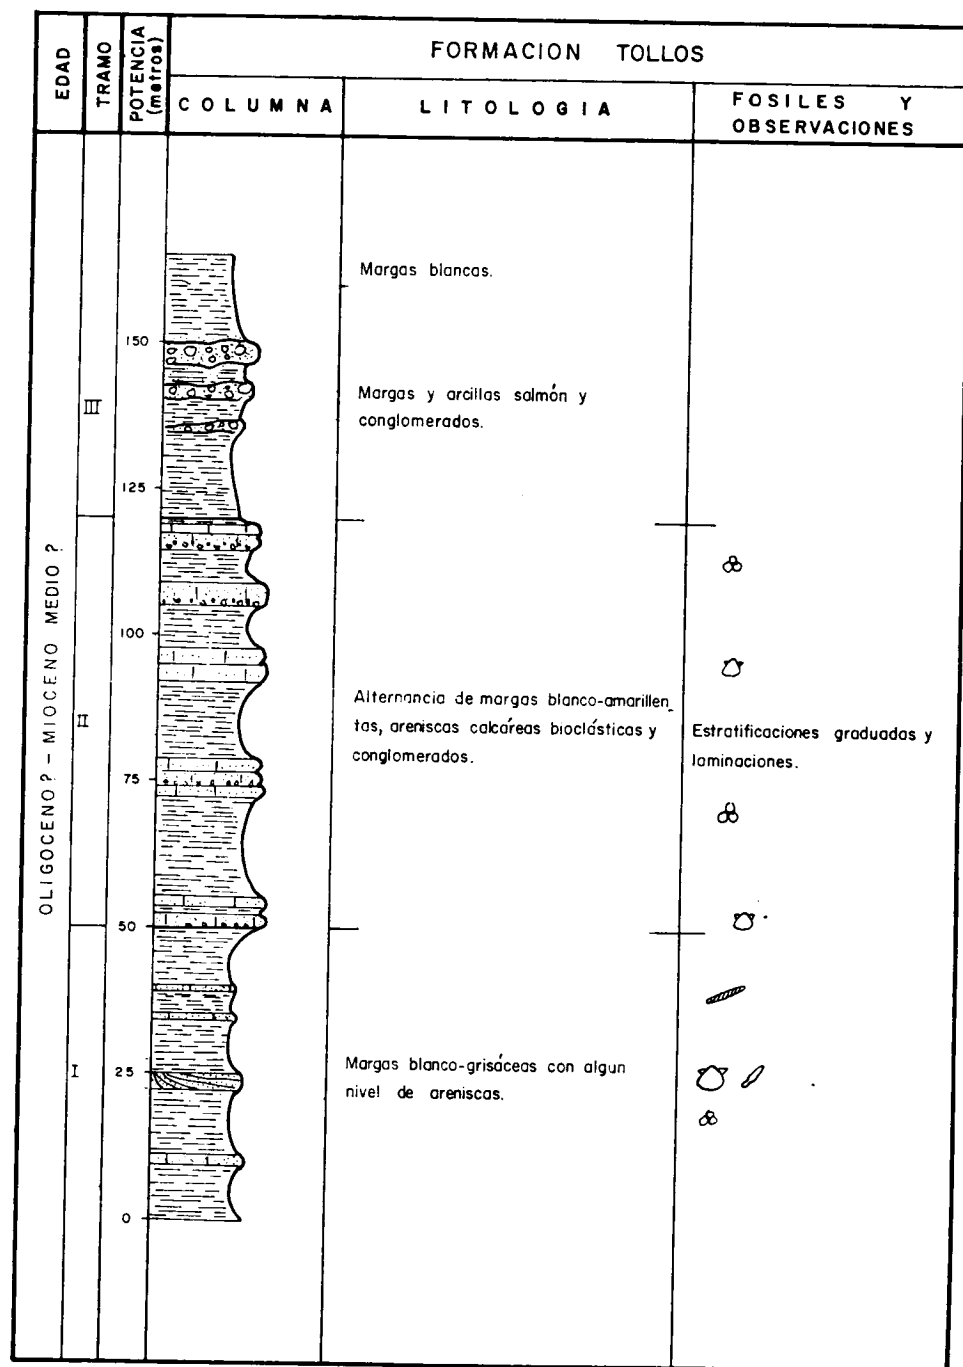 EDAD
TRAMO
POTENCIA
(metros)
FORMACION TOLLOS
COLUMNA
LITOLOGIA
FOSILES Y
OBSERVACIONES
OLIGOCENO? - MIOCENO MEDIO?
III
II
I
150
125
100
75
50
25
0
Margas blancas.
Margas y arcillas salmón y
conglomerados.
Alternancia de margas blanco-amarillen-
tas, areniscas calcáreas bioclásticas y
conglomerados.
Estratificaciones graduadas y
laminaciones.
Margas blanco-grisáceas con algun
nivel de areniscas.